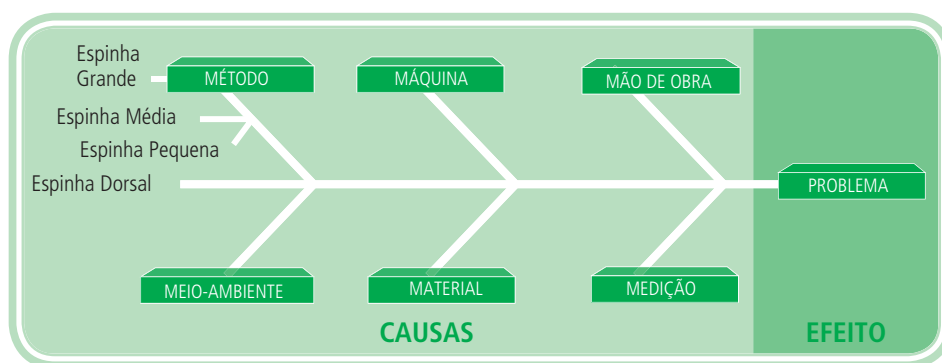 Espinha
Grande
MÉTODO
MÁQUINA
MÃO DE OBRA
Espinha Média
Espinha Pequena
Espinha Dorsal
PROBLEMA
MEIO-AMBIENTE
MATERIAL
MEDIÇÃO
CAUSAS
EFEITO